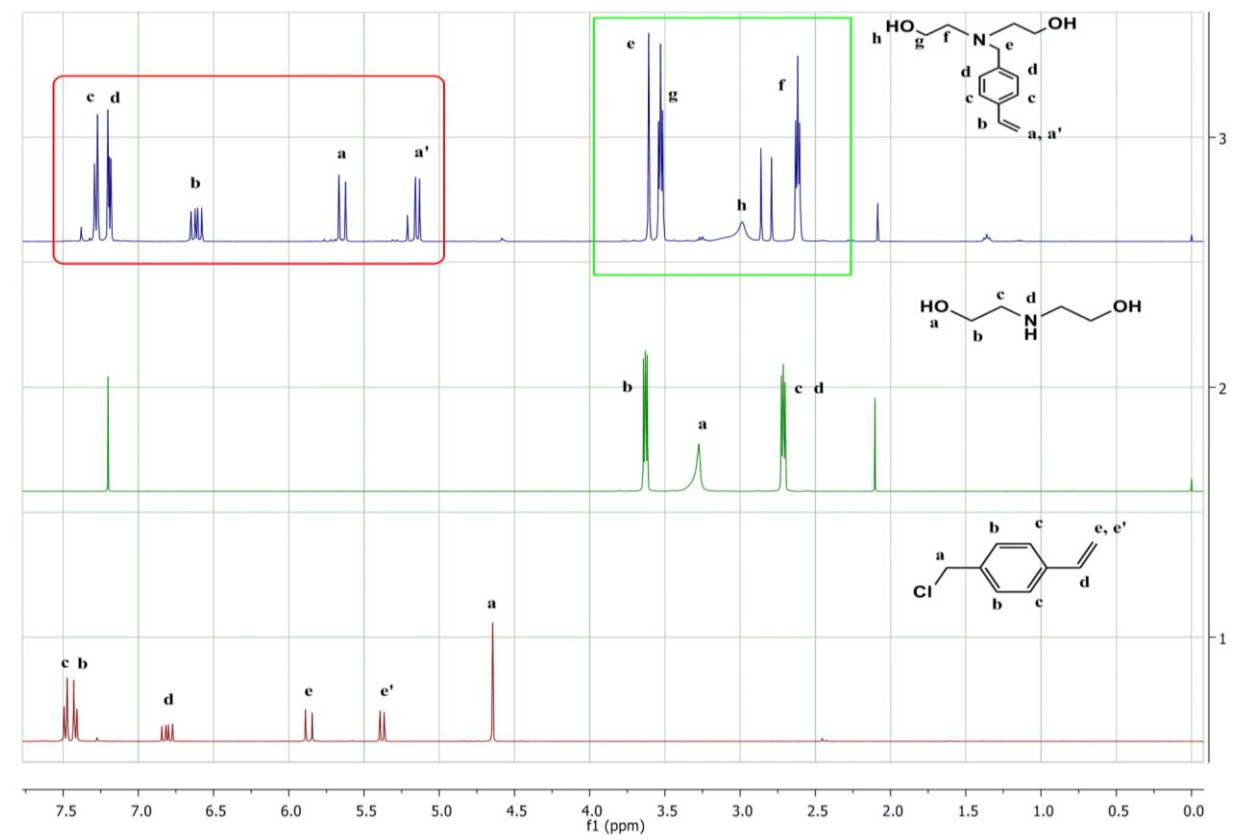 HO OH
h g f N e
d d
c c
b a, a'
c d
b
a
a'
e
g
h
f
3
HO c d OH
a b N
H
b
a
c d
2
b c e, e'
a
Cl d
b c
c b
d
e
e'
a
1
7.5 7.0 6.5 6.0 5.5 5.0 4.5 4.0 3.5 3.0 2.5 2.0 1.5 1.0 0.5 0.0
f1 (ppm)